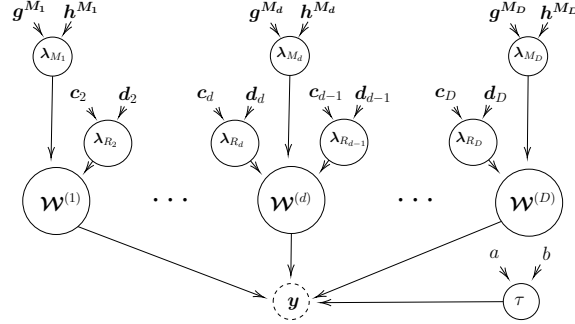 g^{M_1} h^{M_1} g^{M_d} h^{M_d} g^{M_D} h^{M_D}
λ_{M_1} λ_{M_d} λ_{M_D}
c_2 d_2 c_d d_d c_{d-1} d_{d-1} c_D d_D
λ_{R_2} λ_{R_d} λ_{R_{d-1}} λ_{R_D}
𝓦^{(1)} ··· 𝓦^{(d)} ··· 𝓦^{(D)}
a b
y τ